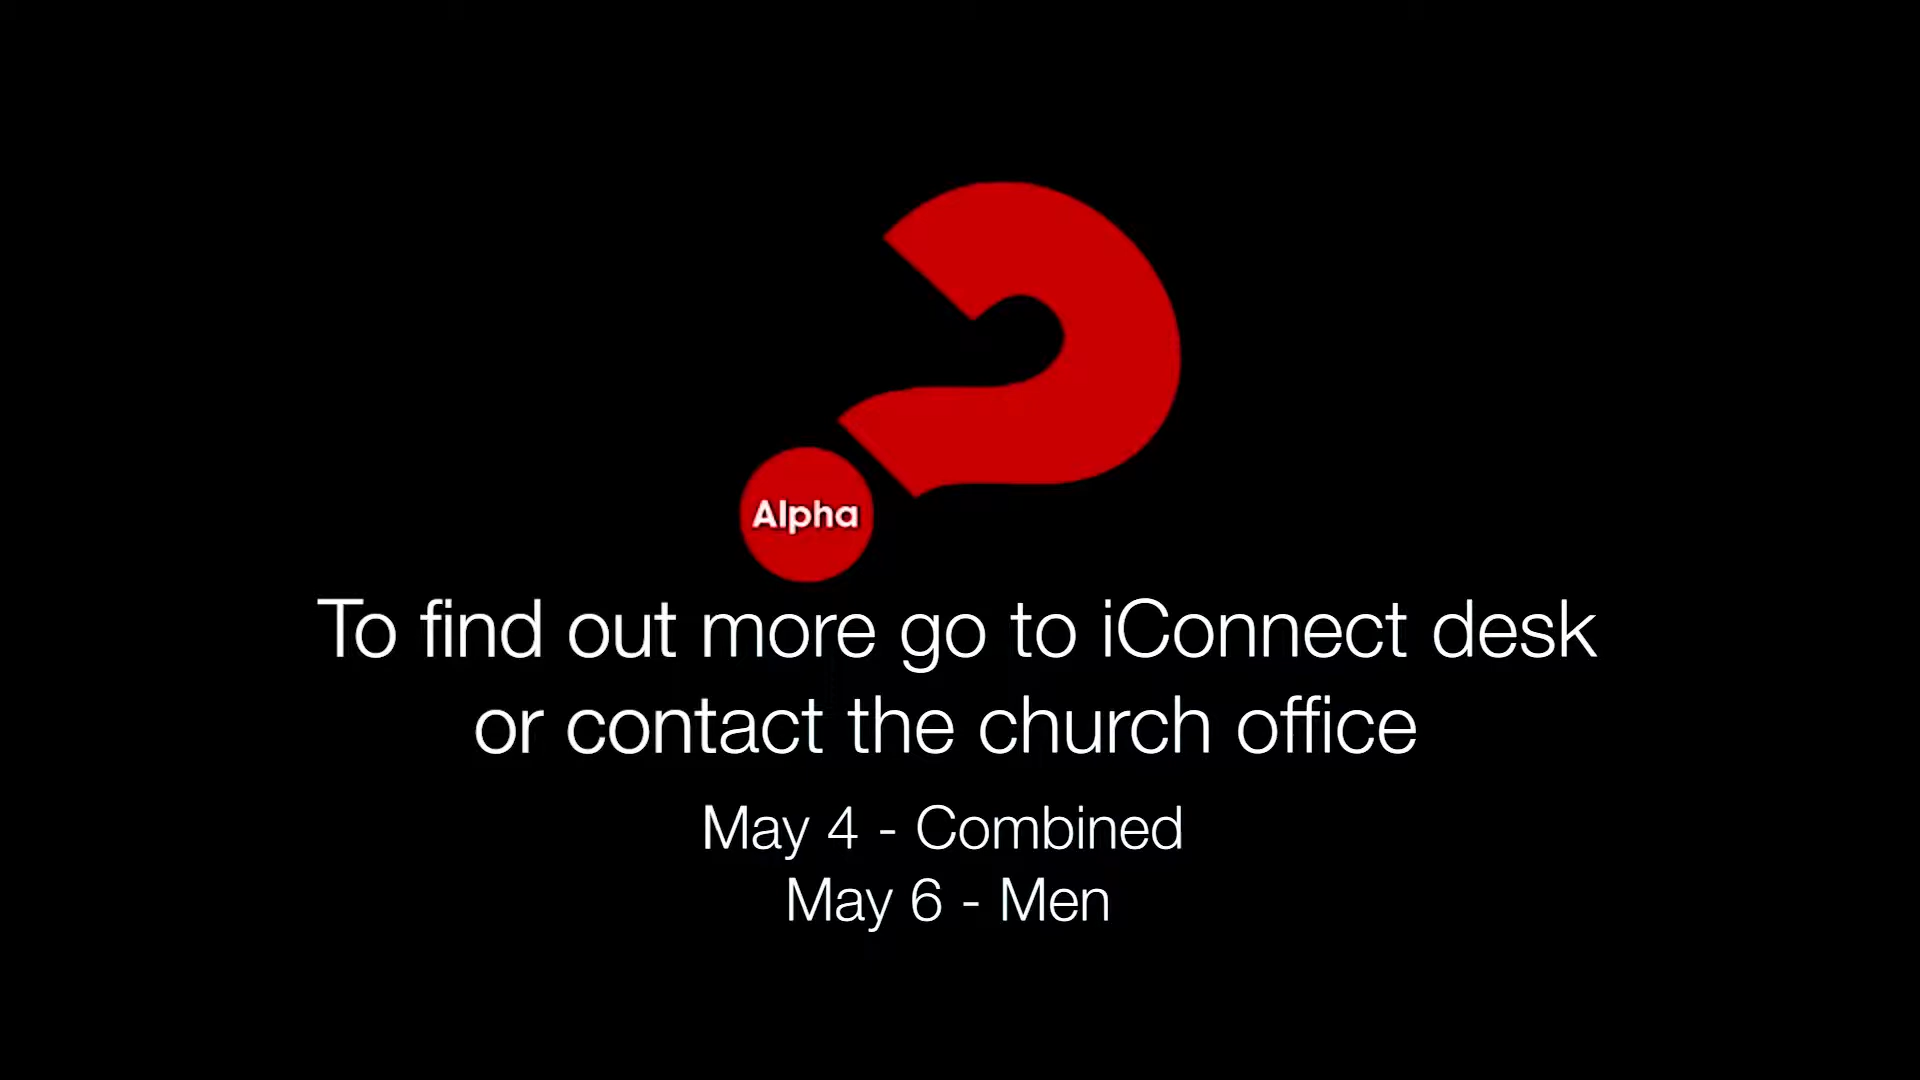 Alpha
To find out more go to iConnect desk
or contact the church office
May 4 - Combined
May 6 - Men